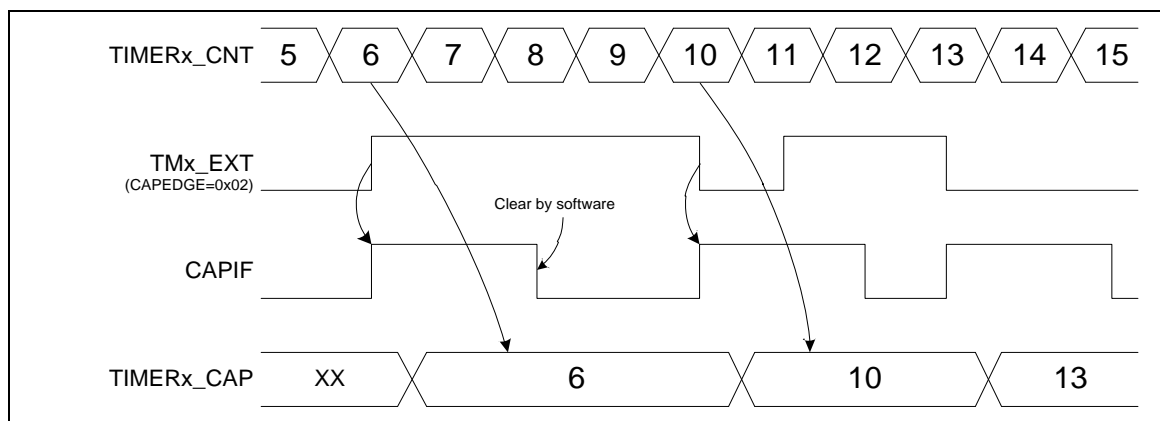 TIMERx_CNT 5 6 7 8 9 10 11 12 13 14 15
TMx_EXT
(CAPEDGE=0x02)
Clear by software
CAPIF
TIMERx_CAP XX 6 10 13